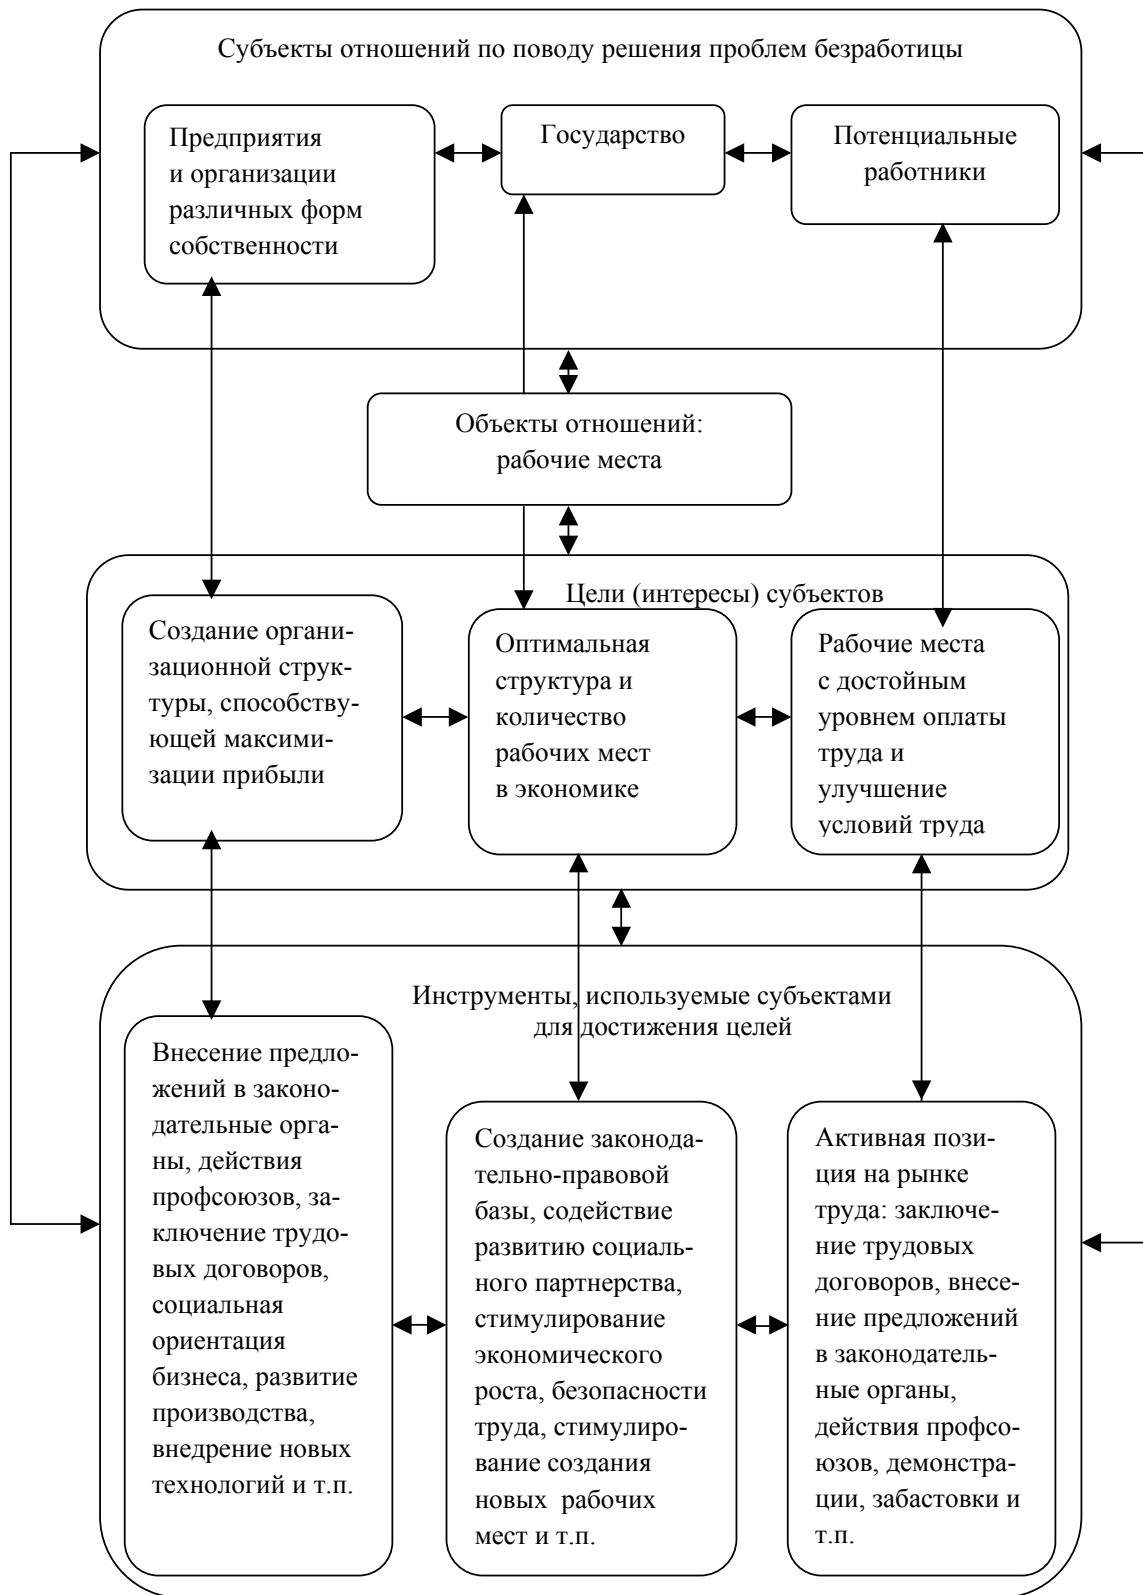 Субъекты отношений по поводу решения проблем безработицы
Предприятия
и организации
различных форм
собственности
Государство
Потенциальные
работники
Объекты отношений:
рабочие места
Цели (интересы) субъектов
Создание органи-
зационной струк-
туры, способству-
ющей максими-
зации прибыли
Оптимальная
структура и
количество
рабочих мест
в экономике
Рабочие места
с достойным
уровнем оплаты
труда и
улучшение
условий труда
Инструменты, используемые субъектами
для достижения целей
Внесение предло-
жений в законо-
дательные орга-
ны, действия
профсоюзов, за-
ключение трудо-
вых договоров,
социальная
ориентация
бизнеса, развитие
производства,
внедрение новых
технологий и т.п.
Создание законода-
тельно-правовой
базы, содействие
развитию социаль-
ного партнерства,
стимулирование
экономического
роста, безопасности
труда, стимулиро-
вание создания
новых рабочих
мест и т.п.
Активная пози-
ция на рынке
труда: заключе-
ние трудовых
договоров, внесе-
ние предложений
в законодатель-
ные органы,
действия профсо-
юзов, демонстра-
ции, забастовки и
т.п.